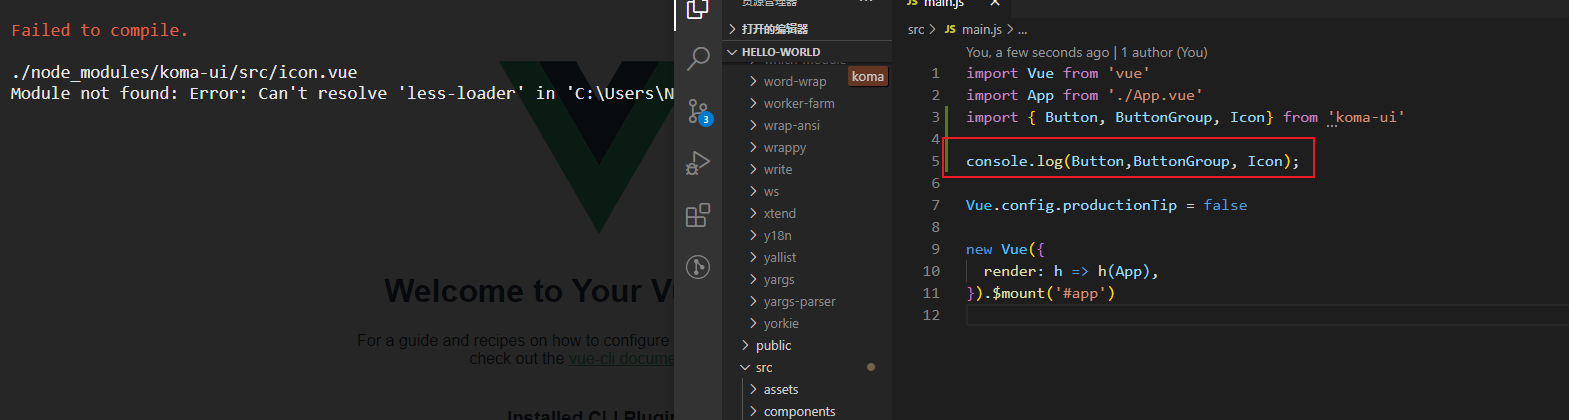 Failed to compile.
./node_modules/koma-ui/src/icon.vue
Module not found: Error: Can't resolve 'less-loader' in 'C:\Users\N
Welcome to Your Vu
For a guide and recipes on how to configure
check out the vue-cli docume
Installed CLI Plugin
资源管理器
打开的编辑器
HELLO-WORLD
which-module
word-wrap
koma
worker-farm
wrap-ansi
3
wrappy
write
ws
xtend
y18n
yallist
yargs
yargs-parser
yorkie
public
src
assets
components
JS main.js ×
src > JS main.js > ...
You, a few seconds ago | 1 author (You)
1 import Vue from 'vue'
2 import App from './App.vue'
3 import { Button, ButtonGroup, Icon} from 'koma-ui'
4
5 console.log(Button,ButtonGroup, Icon);
6
7 Vue.config.productionTip = false
8
9 new Vue({
10 render: h => h(App),
11 }).$mount('#app')
12